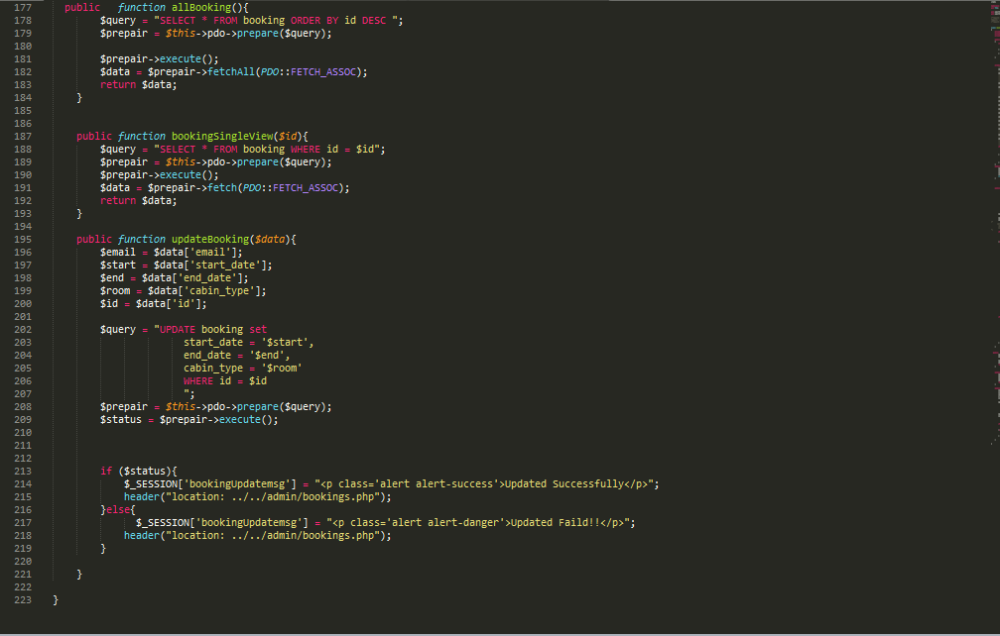 177 public function allBooking(){
178 $query = "SELECT * FROM booking ORDER BY id DESC ";
179 $prepair = $this->pdo->prepare($query);
180
181 $prepair->execute();
182 $data = $prepair->fetchAll(PDO::FETCH_ASSOC);
183 return $data;
184 }
185
186
187 public function bookingSingleView($id){
188 $query = "SELECT * FROM booking WHERE id = $id";
189 $prepair = $this->pdo->prepare($query);
190 $prepair->execute();
191 $data = $prepair->fetch(PDO::FETCH_ASSOC);
192 return $data;
193 }
194
195 public function updateBooking($data){
196 $email = $data['email'];
197 $start = $data['start_date'];
198 $end = $data['end_date'];
199 $room = $data['cabin_type'];
200 $id = $data['id'];
201
202 $query = "UPDATE booking set
203 start_date = '$start',
204 end_date = '$end',
205 cabin_type = '$room'
206 WHERE id = $id
207 ";
208 $prepair = $this->pdo->prepare($query);
209 $status = $prepair->execute();
210
211
212
213 if ($status){
214 $_SESSION['bookingUpdatemsg'] = "<p class='alert alert-success'>Updated Successfully</p>";
215 header("location: ../../admin/bookings.php");
216 }else{
217 $_SESSION['bookingUpdatemsg'] = "<p class='alert alert-danger'>Updated Faild!!</p>";
218 header("location: ../../admin/bookings.php");
219 }
220
221 }
222
223 }